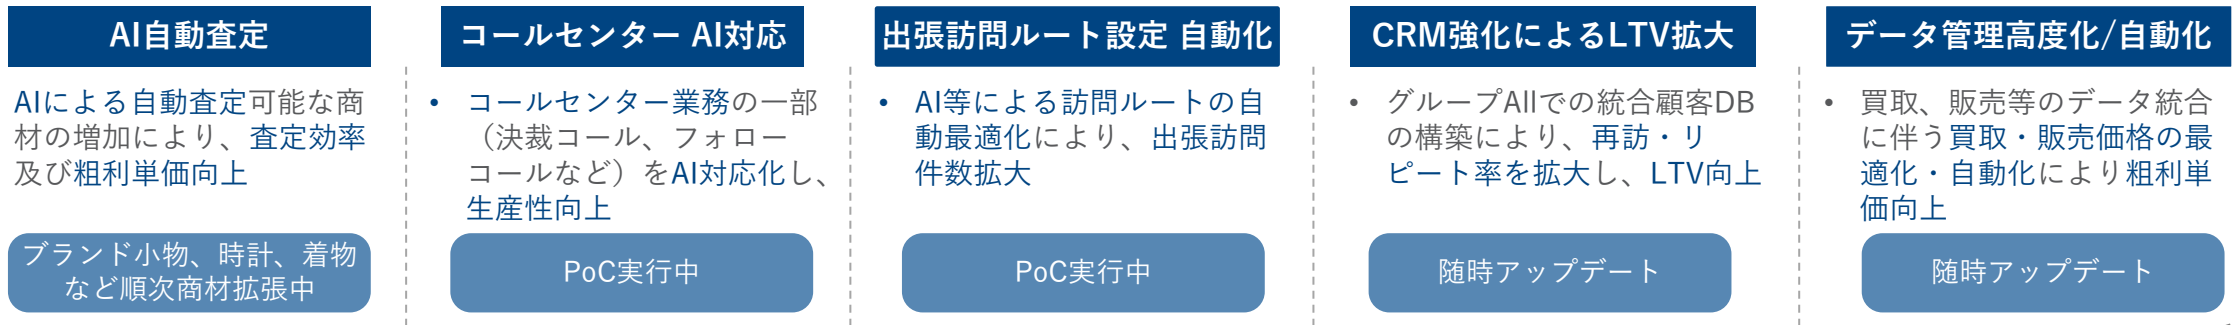 AI自動査定
AIによる自動査定可能な商
材の増加により、査定効率
及び粗利単価向上
ブランド小物、時計、着物
など順次商材拡張中
コールセンター AI対応
• コールセンター業務の一部
（決裁コール、フォロー
コールなど）をAI対応化し、
生産性向上
PoC実行中
出張訪問ルート設定 自動化
• AI等による訪問ルートの自
動最適化により、出張訪問
件数拡大
PoC実行中
CRM強化によるLTV拡大
• グループAllでの統合顧客DB
の構築により、再訪・リ
ピート率を拡大し、LTV向上
随時アップデート
データ管理高度化/自動化
• 買取、販売等のデータ統合
に伴う買取・販売価格の最
適化・自動化により粗利単
価向上
随時アップデート